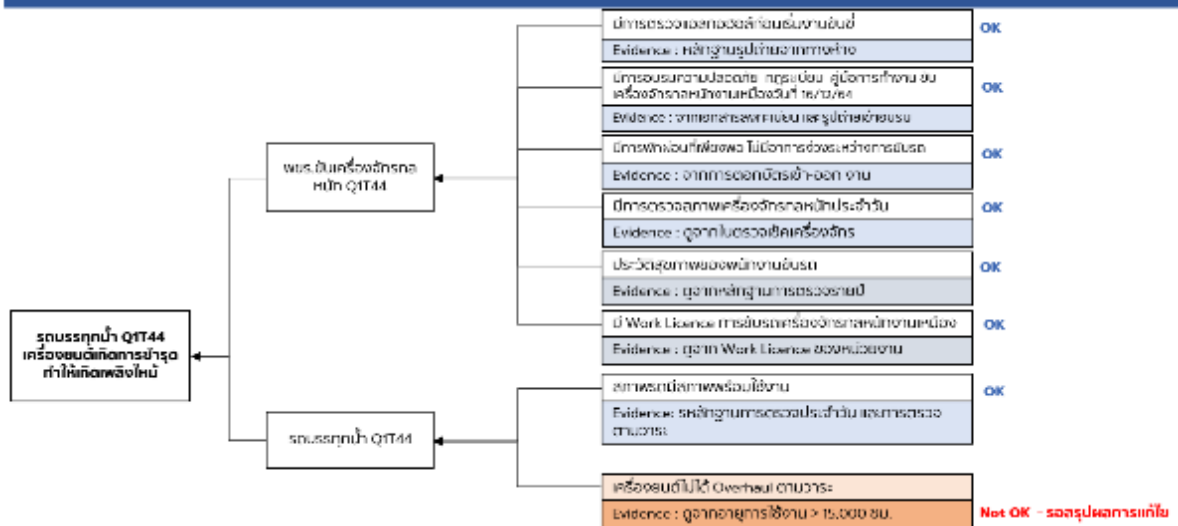 มีการตรวจแอลกอฮอล์ก่อนเริ่มงานขับขี่
OK
Evidence : หลักฐานรูปถ่ายจากทางห้าง
มีการอบรมความปลอดภัย กฎระเบียบ คู่มือการทำงาน ขับ
เครื่องจักรกลหนักงานเหมืองวันที่ 16/12/64
OK
Evidence : จากเอกสารลงทะเบียน และรูปถ่ายเข้าอบรม
มีการพักผ่อนที่เพียงพอ ไม่มีอาการง่วงระหว่างการขับรถ
OK
Evidence : จากการตอกบัตรเข้า-ออก งาน
พขร.ขับเครื่องจักรกล
หนัก Q1T44
มีการตรวจสภาพเครื่องจักรกลหนักประจำวัน
OK
Evidence : ดูจากใบตรวจเช็คเครื่องจักร
ประวัติสุขภาพของพนักงานขับรถ
OK
Evidence : ดูจากหลักฐานการตรวจรายปี
มี Work Licence การขับรถเครื่องจักรกลหนักงานเหมือง
OK
Evidence : ดูจาก Work Licence ของหน่วยงาน
รถบรรทุกน้ำ Q1T44
เครื่องยนต์เกิดการชำรุด
ทำให้เกิดเพลิงไหม้
สภาพรถมีสภาพพร้อมใช้งาน
OK
Evidence: รหลักฐานการตรวจประจำวัน และการตรวจ
ตามวาระ
รถบรรทุกน้ำ Q1T44
เครื่องยนต์ไม่ได้ Overhaul ตามวาระ
Evidence : ดูจากอายุการใช้งาน > 15,000 ชม.
Not OK - รอสรุปผลการแก้ไข